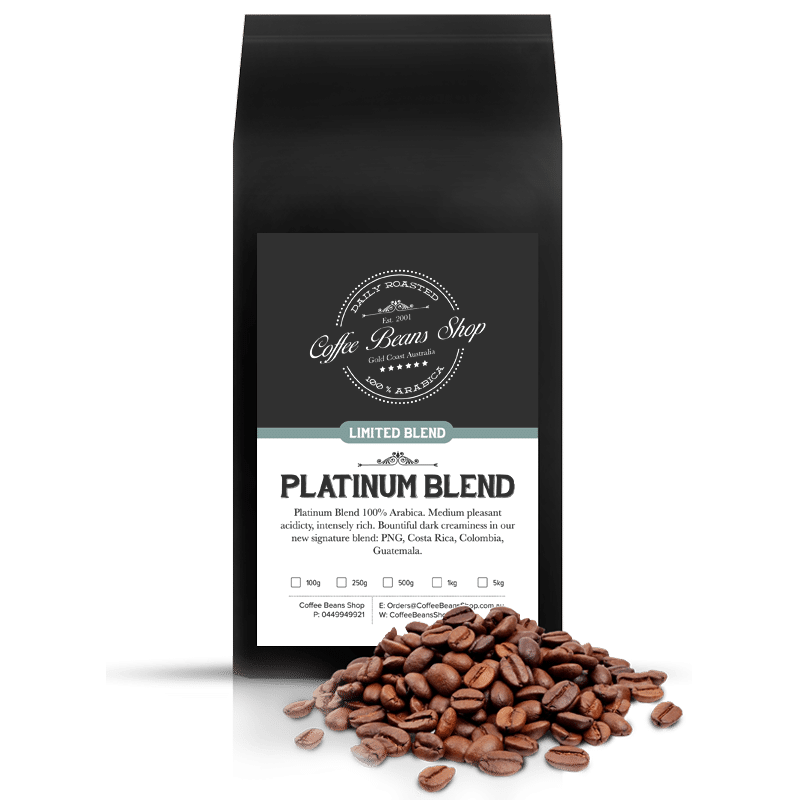 DAILY ROASTED
Est. 2001
Coffee Beans Shop
Gold Coast Australia
100% ARABICA
LIMITED BLEND
PLATINUM BLEND
Platinum Blend 100% Arabica. Medium pleasant
acidicty, intensely rich. Bountiful dark creaminess in our
new signature blend: PNG, Costa Rica, Colombia,
Guatemala.
100g 250g 500g 1kg 5kg
Coffee Beans Shop
P: 0449949921
E: Orders@CoffeeBeansShop.com.au
W: CoffeeBeansSho